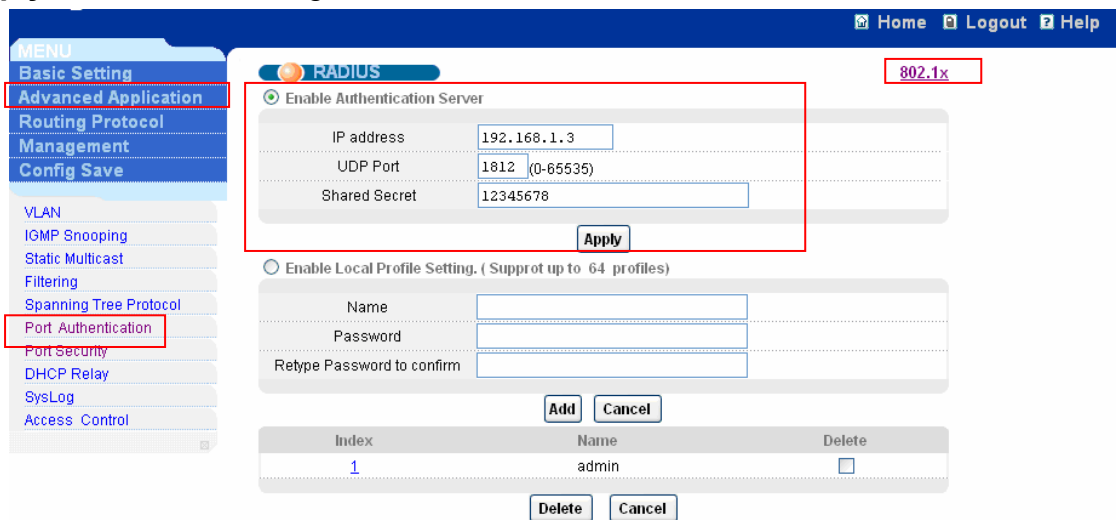 Home Logout Help
MENU
Basic Setting
Advanced Application
Routing Protocol
Management
Config Save
VLAN
IGMP Snooping
Static Multicast
Filtering
Spanning Tree Protocol
Port Authentication
Port Security
DHCP Relay
SysLog
Access Control
RADIUS
802.1x
Enable Authentication Server
IP address 192.168.1.3
UDP Port 1812 (0-65535)
Shared Secret 12345678
Apply
Enable Local Profile Setting. ( Supprot up to 64 profiles)
Name
Password
Retype Password to confirm
Add Cancel
Index Name Delete
1 admin
Delete Cancel